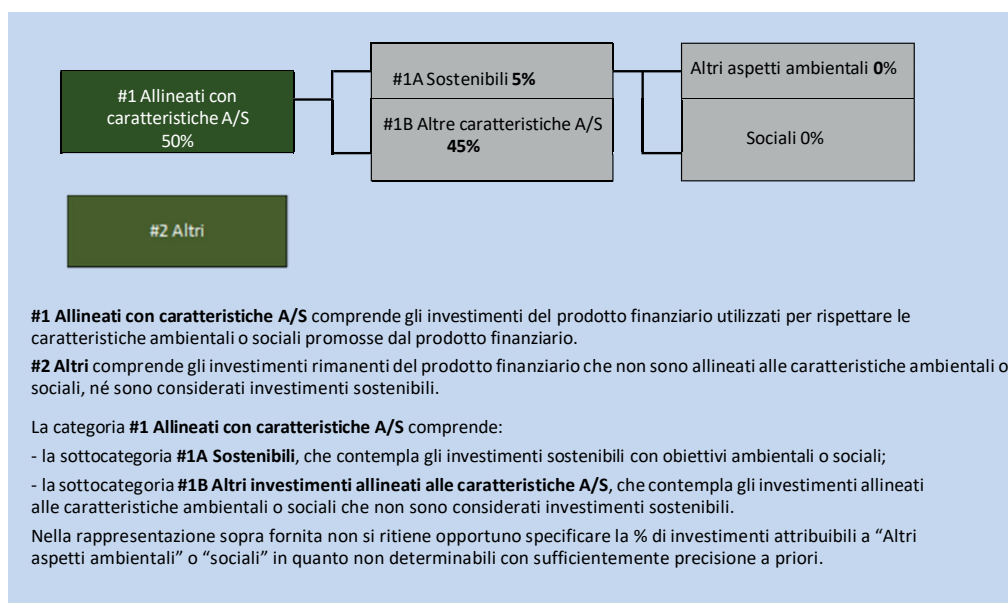 #1 Allineati con
caratteristiche A/S
50%
#1A Sostenibili 5%
#1B Altre caratteristiche A/S
45%
Altri aspetti ambientali 0%
Sociali 0%
#2 Altri
#1 Allineati con caratteristiche A/S comprende gli investimenti del prodotto finanziario utilizzati per rispettare le
caratteristiche ambientali o sociali promosse dal prodotto finanziario.
#2 Altri comprende gli investimenti rimanenti del prodotto finanziario che non sono allineati alle caratteristiche ambientali o
sociali, né sono considerati investimenti sostenibili.
La categoria #1 Allineati con caratteristiche A/S comprende:
- la sottocategoria #1A Sostenibili, che contempla gli investimenti sostenibili con obiettivi ambientali o sociali;
- la sottocategoria #1B Altri investimenti allineati alle caratteristiche A/S, che contempla gli investimenti allineati
alle caratteristiche ambientali o sociali che non sono considerati investimenti sostenibili.
Nella rappresentazione sopra fornita non si ritiene opportuno specificare la % di investimenti attribuibili a “Altri
aspetti ambientali” o “sociali” in quanto non determinabili con sufficientemente precisione a priori.